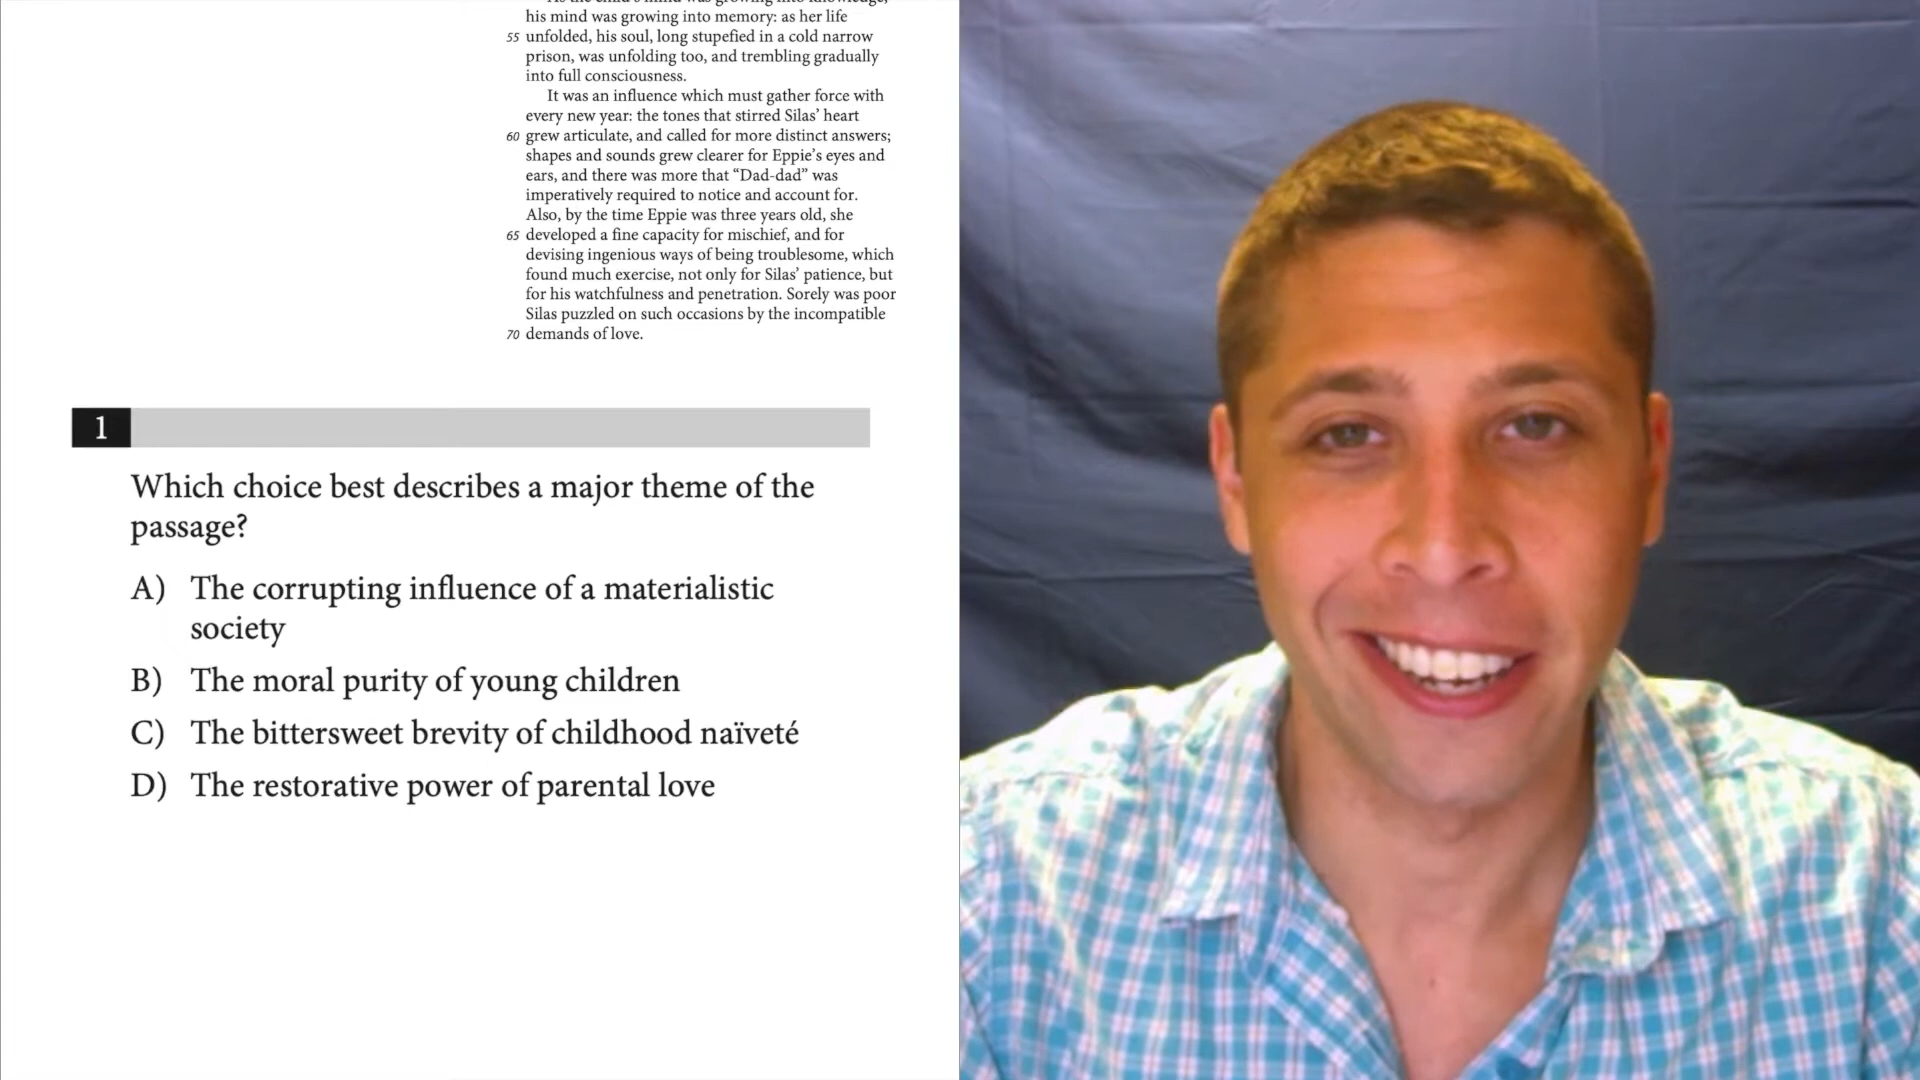 As the child's mind was growing into knowledge,
his mind was growing into memory: as her life
55 unfolded, his soul, long stupefied in a cold narrow
prison, was unfolding too, and trembling gradually
into full consciousness.
It was an influence which must gather force with
every new year: the tones that stirred Silas' heart
60 grew articulate, and called for more distinct answers;
shapes and sounds grew clearer for Eppie's eyes and
ears, and there was more that “Dad-dad” was
imperatively required to notice and account for.
Also, by the time Eppie was three years old, she
65 developed a fine capacity for mischief, and for
devising ingenious ways of being troublesome, which
found much exercise, not only for Silas' patience, but
for his watchfulness and penetration. Sorely was poor
Silas puzzled on such occasions by the incompatible
70 demands of love.
1
Which choice best describes a major theme of the
passage?
A) The corrupting influence of a materialistic
society
B) The moral purity of young children
C) The bittersweet brevity of childhood naïveté
D) The restorative power of parental love